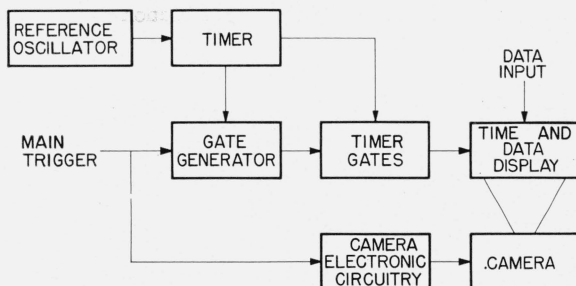 REFERENCE
OSCILLATOR
TIMER
DATA
INPUT
MAIN
TRIGGER
GATE
GENERATOR
TIMER
GATES
TIME AND
DATA
DISPLAY
CAMERA
ELECTRONIC
CIRCUITRY
.CAMERA